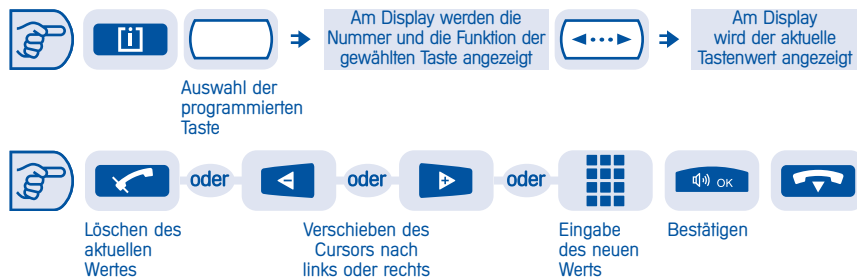 i
Am Display werden die
Nummer und die Funktion der
gewählten Taste angezeigt
Am Display
wird der aktuelle
Tastenwert angezeigt
Auswahl der
programmierten
Taste
oder
-
oder
+
oder
OK
Löschen des
aktuellen
Wertes
Verschieben des
Cursors nach
links oder rechts
Eingabe
des neuen
Werts
Bestätigen